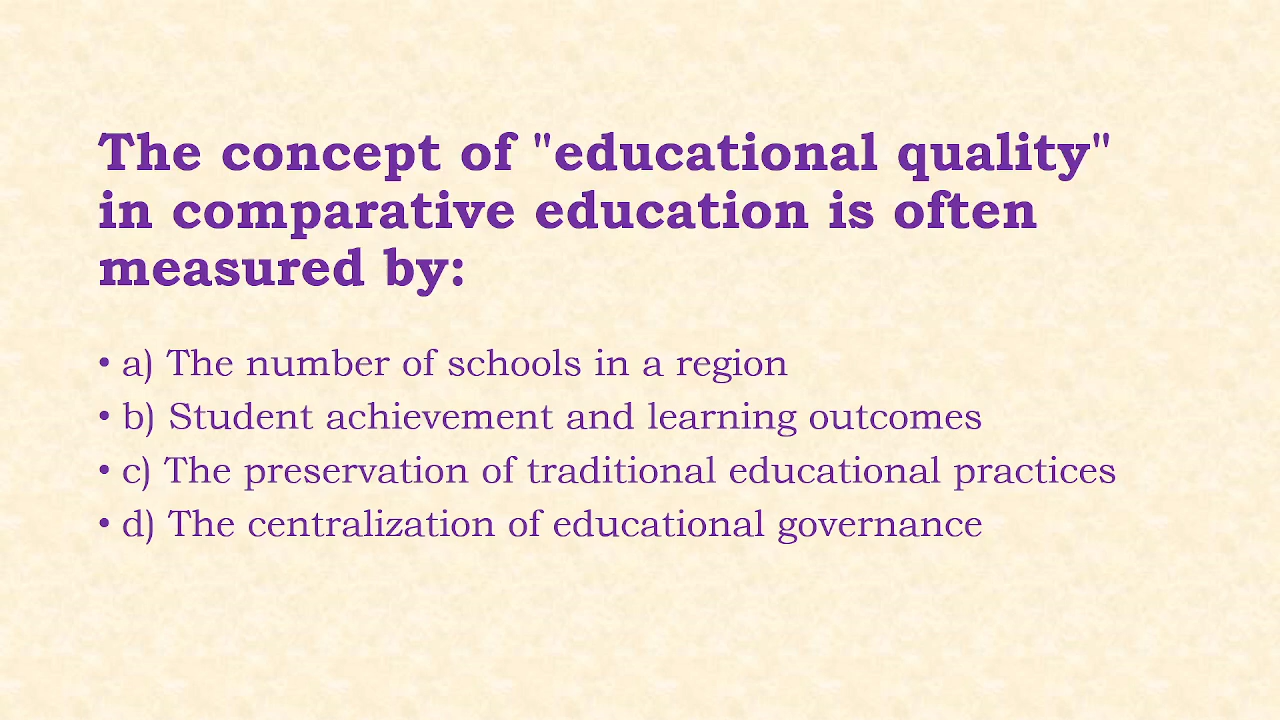 The concept of "educational quality"
in comparative education is often
measured by:
• a) The number of schools in a region
• b) Student achievement and learning outcomes
• c) The preservation of traditional educational practices
• d) The centralization of educational governance